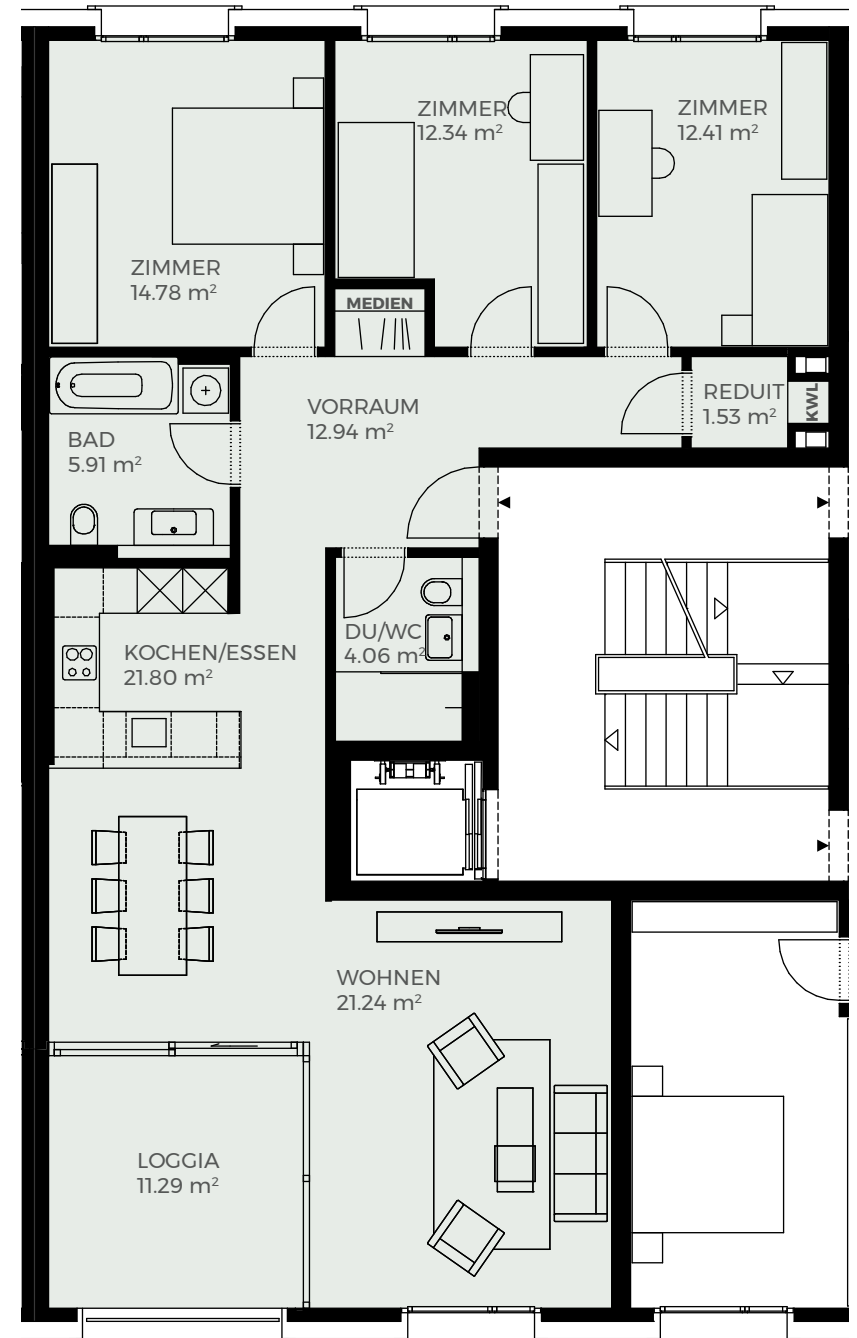 ZIMMER
12.34 m²
ZIMMER
12.41 m²
ZIMMER
14.78 m²
MEDIEN
VORRAUM
12.94 m²
REDUIT
1.53 m²
KWL
BAD
5.91 m²
DU/WC
4.06 m²
KOCHEN/ESSEN
21.80 m²
WOHNEN
21.24 m²
LOGGIA
11.29 m²